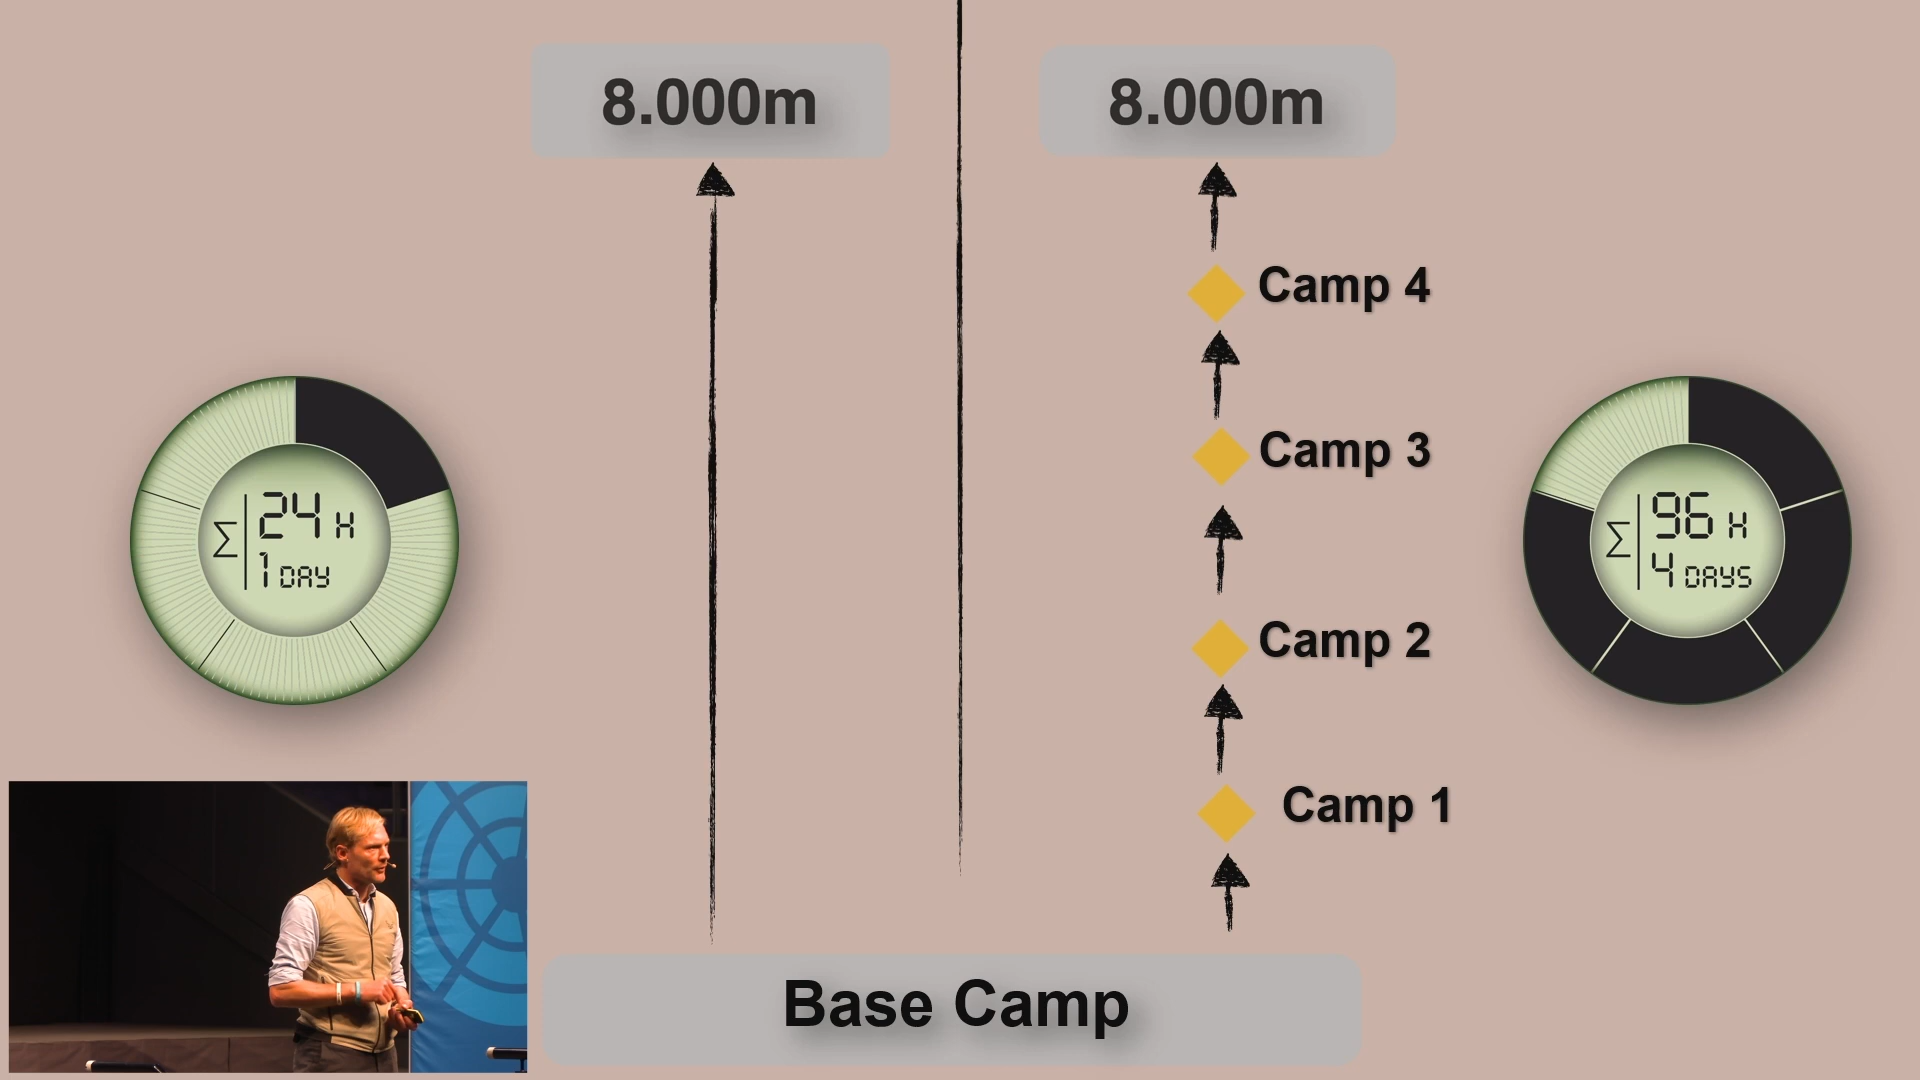 8.000m
8.000m
Camp 4
Camp 3
Σ 24 H
1 DAY
Σ 96 H
4 DAYS
Camp 2
Camp 1
Base Camp